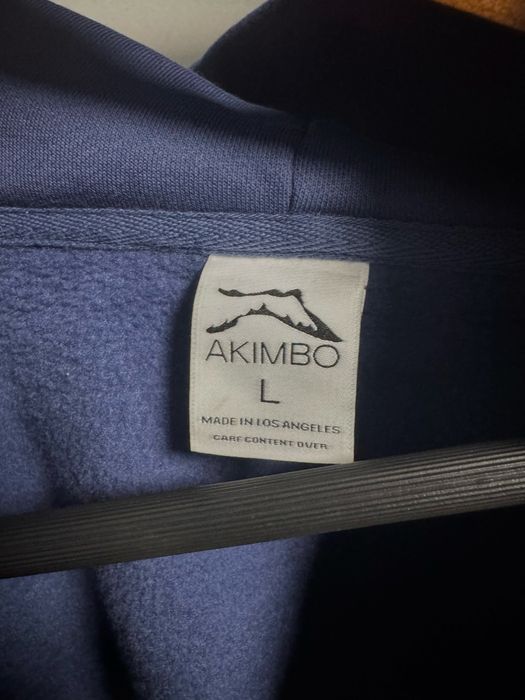 AKIMBO
L
MADE IN LOS ANGELES
CARE CONTENT OVER